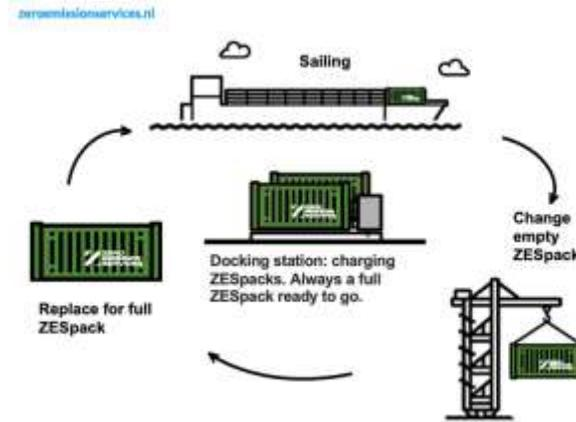 zeroemissionservices.nl
Sailing
Change
empty
ZESpack
Docking station: charging
ZESpacks. Always a full
ZESpack ready to go.
Replace for full
ZESpack